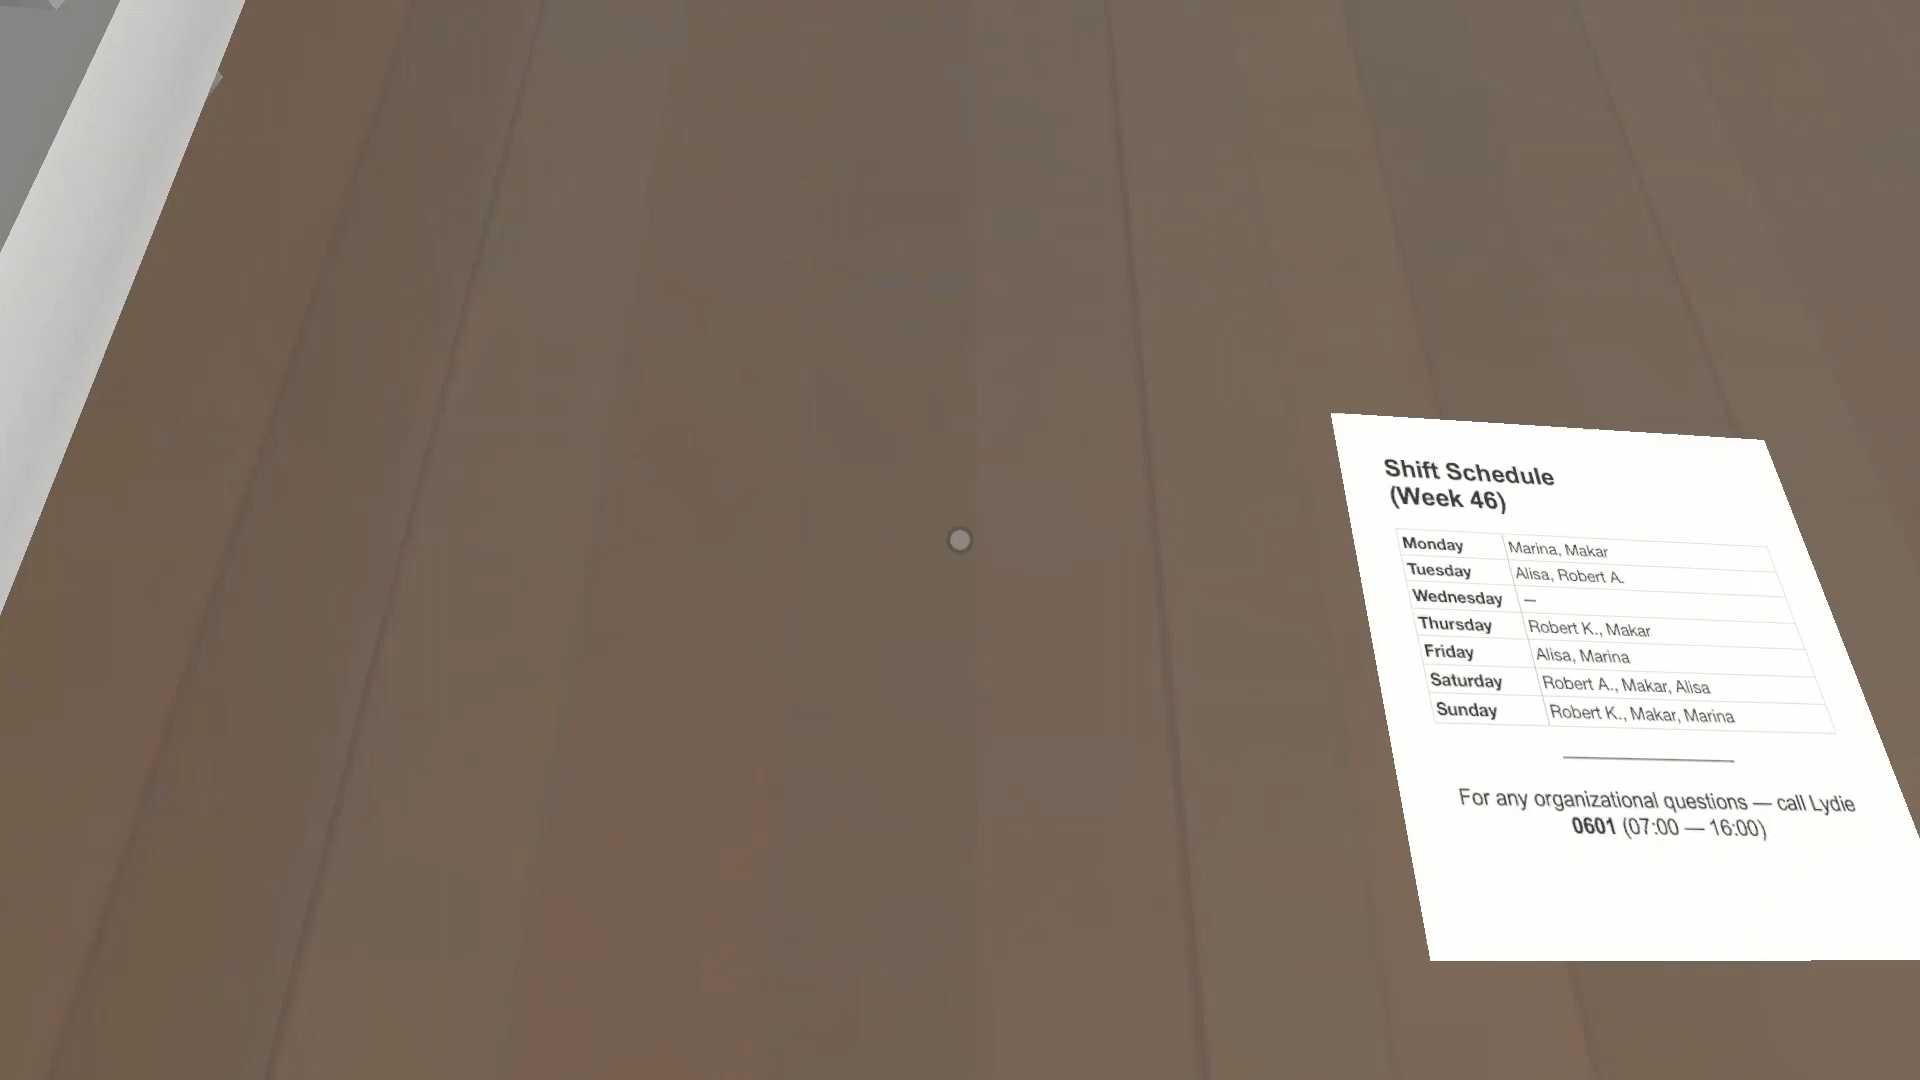 Shift Schedule
(Week 46)
Monday Marina, Makar
Tuesday Alisa, Robert A.
Wednesday —
Thursday Robert K., Makar
Friday Alisa, Marina
Saturday Robert A., Makar, Alisa
Sunday Robert K., Makar, Marina
For any organizational questions — call Lydie
0601 (07:00 — 16:00)